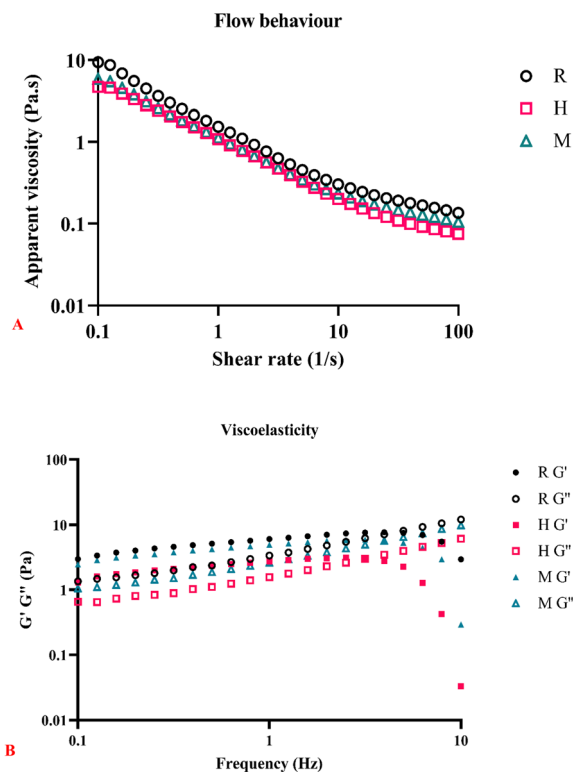 Flow behaviour
Apparent viscosity (Pa.s)
10
1
0.1
0.01
0.1
1
10
100
Shear rate (1/s)
R
H
M
A
Viscoelasticity
G' G" (Pa)
100
10
1
0.1
0.01
0.1
1
10
Frequency (Hz)
R G'
R G"
H G'
H G"
M G'
M G"
B